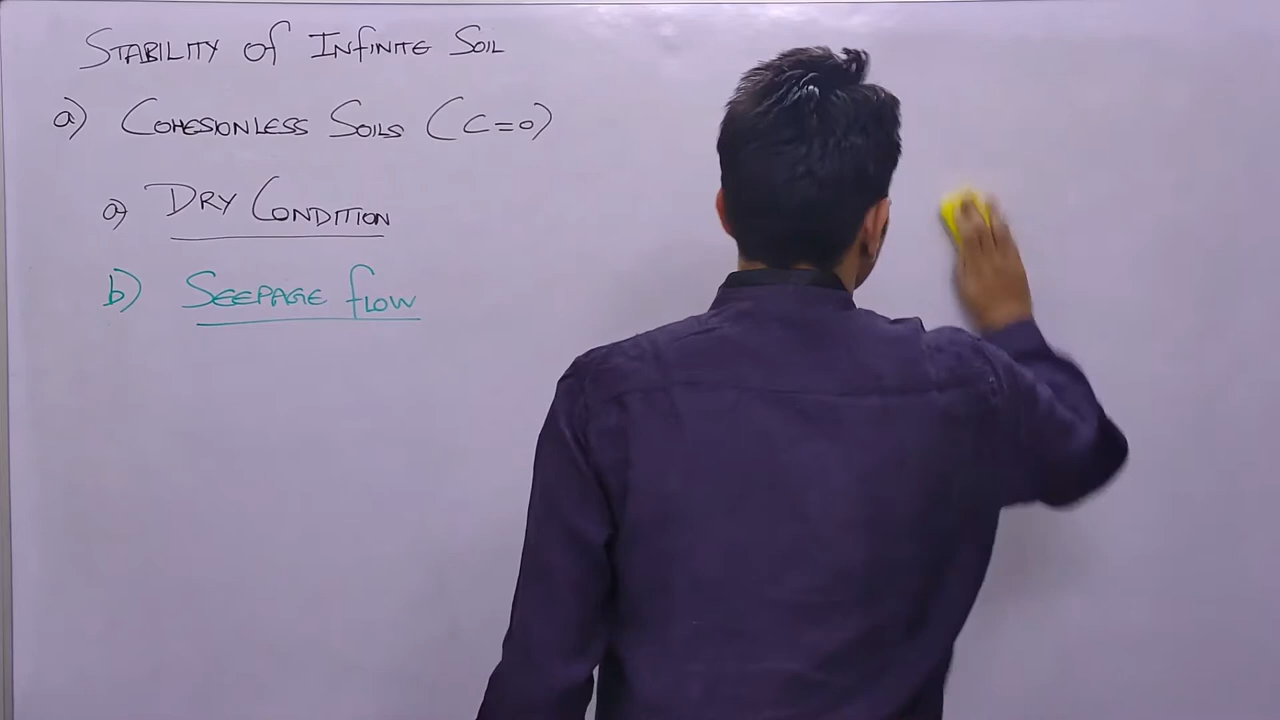 STABILITY of INFINITE SOIL
a) COHESIONLESS SOILS (C=0)
a) DRY CONDITION
b) SEEPAGE flow